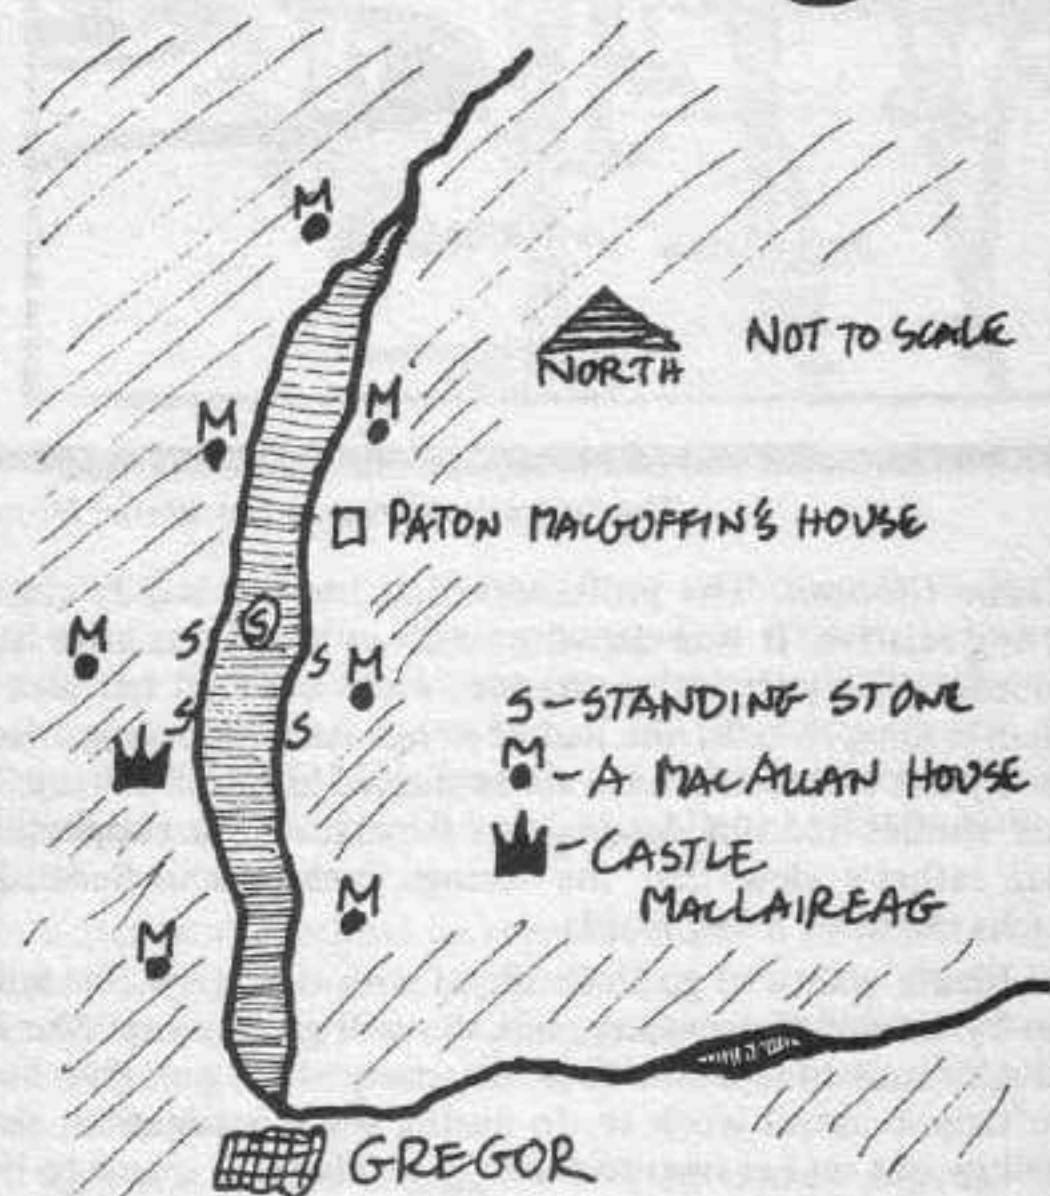 M
NORTH
NOT TO SCALE
M
M
PATON MACGUFFIN'S HOUSE
S
S
S
M
M
S
S
S - STANDING STONE
M - A MACALLAN HOUSE
- CASTLE
MACLAIREAG
M
M
GREGOR